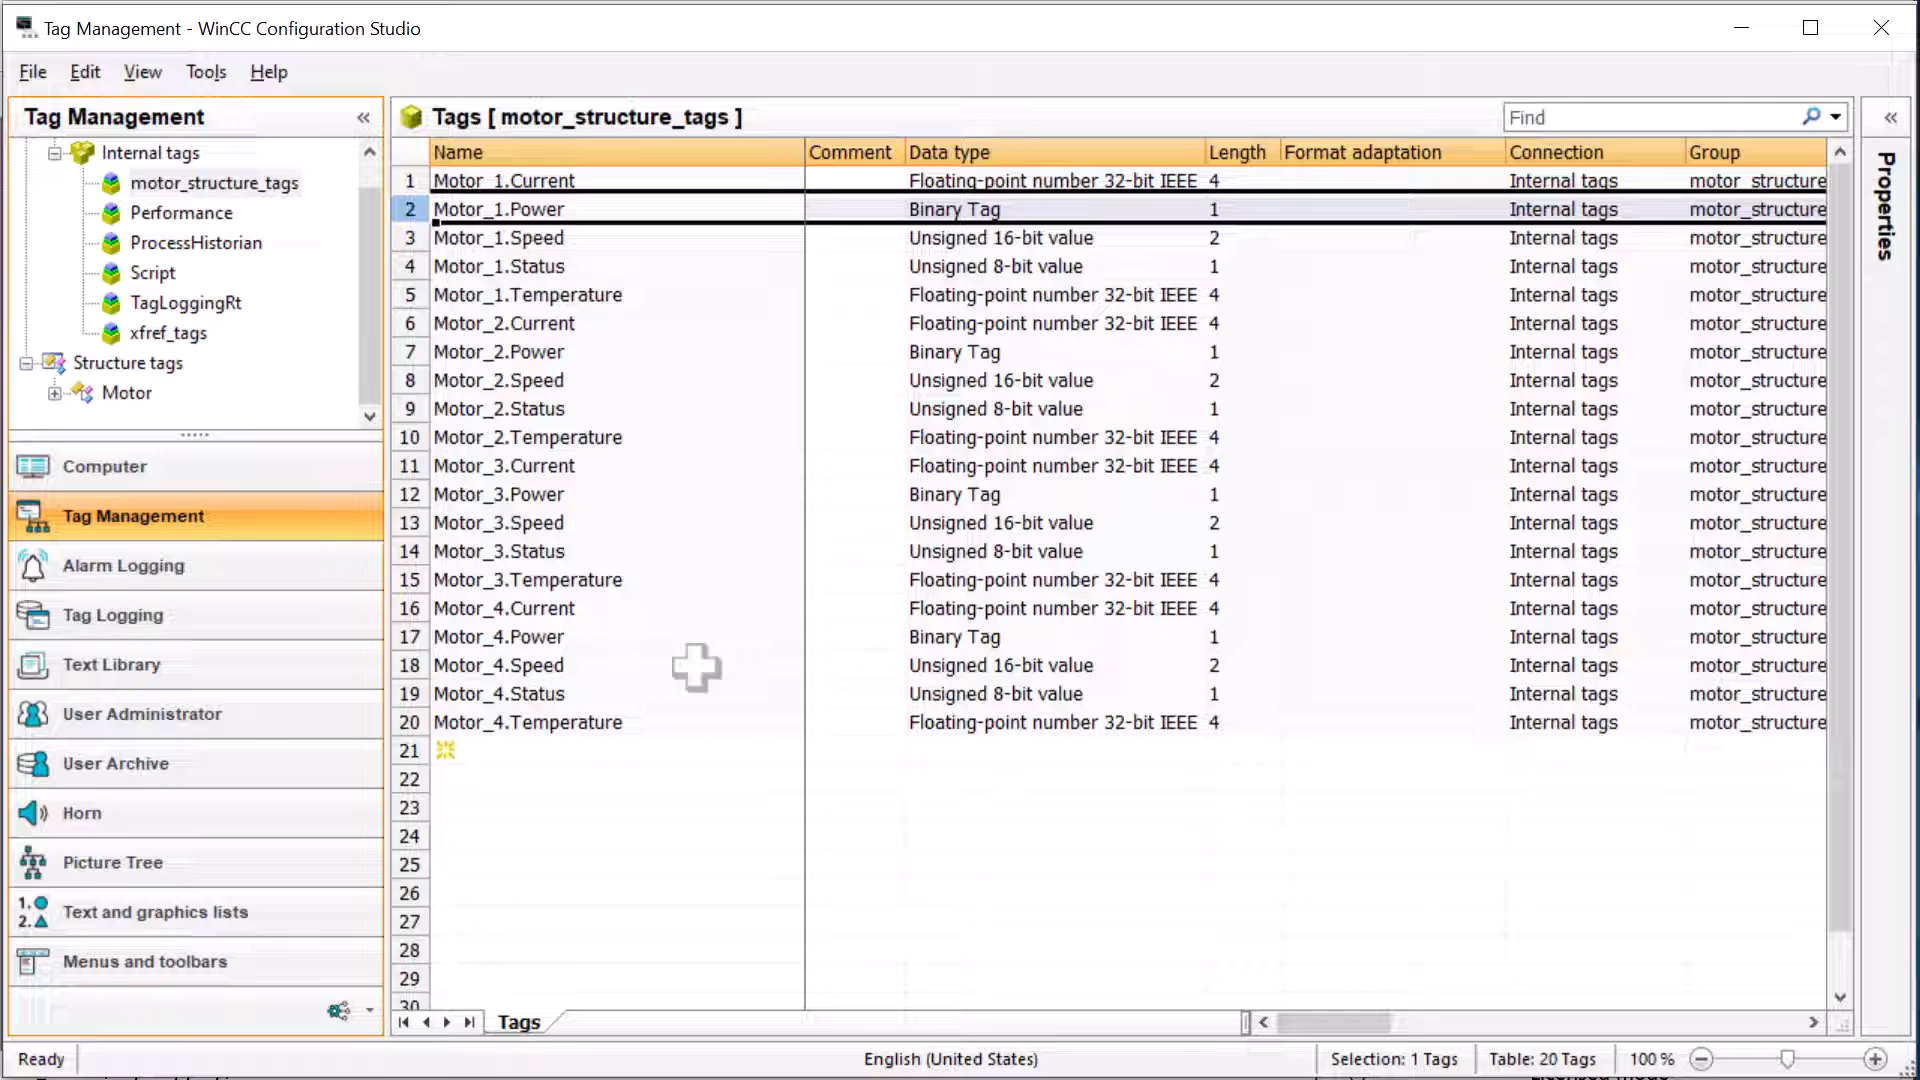 Tag Management - WinCC Configuration Studio
File Edit View Tools Help
Tag Management «
Internal tags
motor_structure_tags
Performance
ProcessHistorian
Script
TagLoggingRt
xfref_tags
Structure tags
Motor
Computer
Tag Management
Alarm Logging
Tag Logging
Text Library
User Administrator
User Archive
Horn
Picture Tree
Text and graphics lists
Menus and toolbars
Tags [ motor_structure_tags ]
Find
Name Comment Data type Length Format adaptation Connection Group
1 Motor_1.Current Floating-point number 32-bit IEEE 4 Internal tags motor_structure
2 Motor_1.Power Binary Tag 1 Internal tags motor_structure
3 Motor_1.Speed Unsigned 16-bit value 2 Internal tags motor_structure
4 Motor_1.Status Unsigned 8-bit value 1 Internal tags motor_structure
5 Motor_1.Temperature Floating-point number 32-bit IEEE 4 Internal tags motor_structure
6 Motor_2.Current Floating-point number 32-bit IEEE 4 Internal tags motor_structure
7 Motor_2.Power Binary Tag 1 Internal tags motor_structure
8 Motor_2.Speed Unsigned 16-bit value 2 Internal tags motor_structure
9 Motor_2.Status Unsigned 8-bit value 1 Internal tags motor_structure
10 Motor_2.Temperature Floating-point number 32-bit IEEE 4 Internal tags motor_structure
11 Motor_3.Current Floating-point number 32-bit IEEE 4 Internal tags motor_structure
12 Motor_3.Power Binary Tag 1 Internal tags motor_structure
13 Motor_3.Speed Unsigned 16-bit value 2 Internal tags motor_structure
14 Motor_3.Status Unsigned 8-bit value 1 Internal tags motor_structure
15 Motor_3.Temperature Floating-point number 32-bit IEEE 4 Internal tags motor_structure
16 Motor_4.Current Floating-point number 32-bit IEEE 4 Internal tags motor_structure
17 Motor_4.Power Binary Tag 1 Internal tags motor_structure
18 Motor_4.Speed Unsigned 16-bit value 2 Internal tags motor_structure
19 Motor_4.Status Unsigned 8-bit value 1 Internal tags motor_structure
20 Motor_4.Temperature Floating-point number 32-bit IEEE 4 Internal tags motor_structure
21
22
23
24
25
26
27
28
29
30
Tags
«
Properties
Ready English (United States) Selection: 1 Tags Table: 20 Tags 100 %